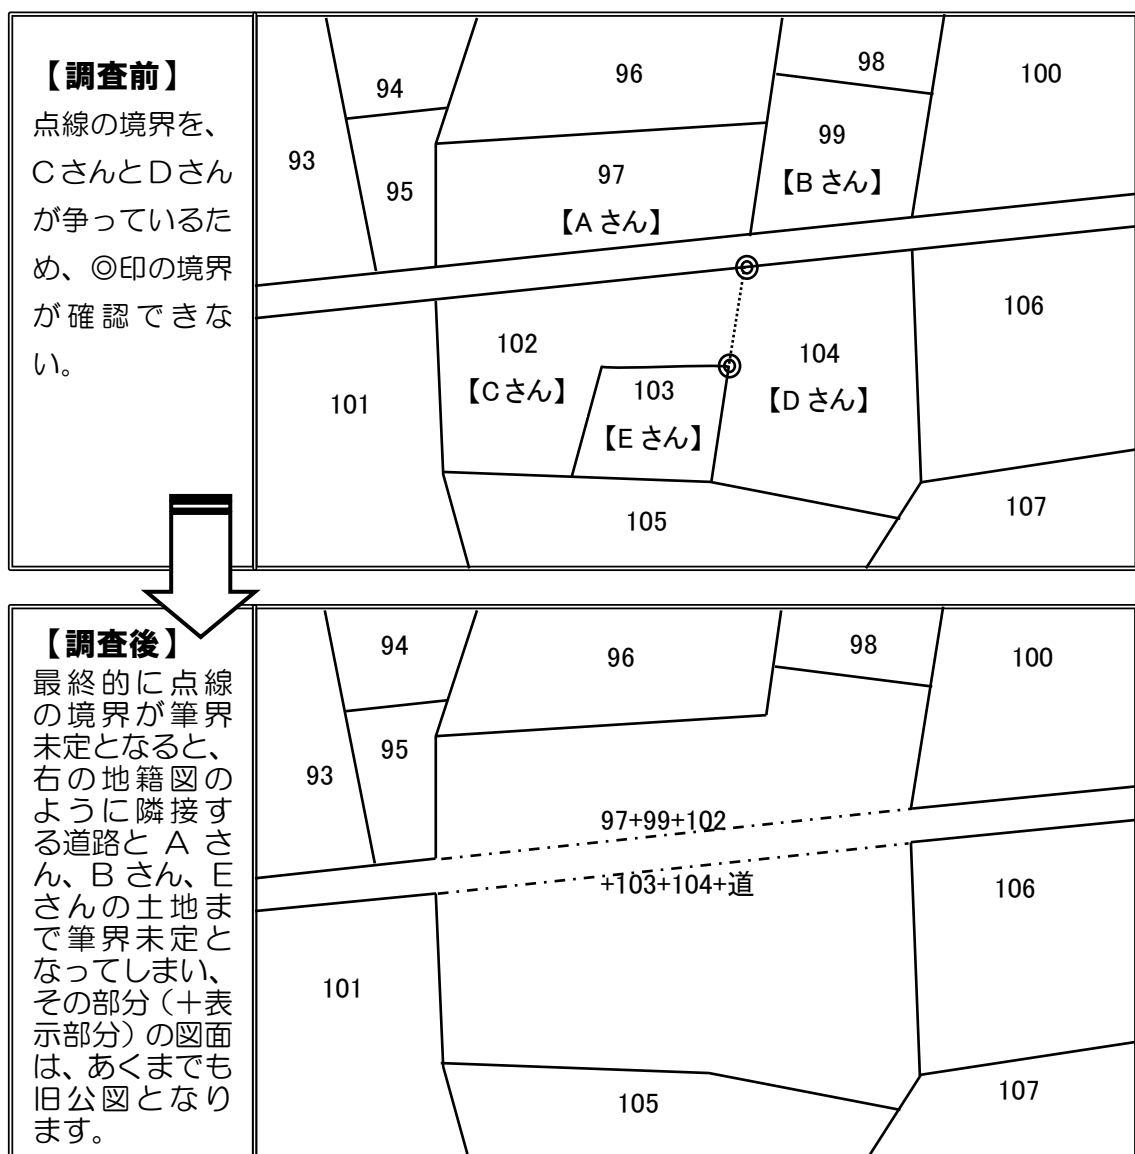 【調査前】
点線の境界を、
CさんとDさん
が争っているた
め、◎印の境界
が確認できな
い。
93
94
95
96
97
【Aさん】
98
99
【Bさん】
100
101
102
【Cさん】
103
【Eさん】
104
【Dさん】
105
106
107
【調査後】
最終的に点線
の境界が筆界
未定となると、
右の地籍図の
ように隣接す
る道路と A さ
ん、B さん、E
さんの土地ま
で筆界未定と
なってしまい、
その部分（＋表
示部分）の図面
は、あくまでも
旧公図となり
ます。
93
94
95
96
98
100
97+99+102
+103+104+道
101
105
106
107